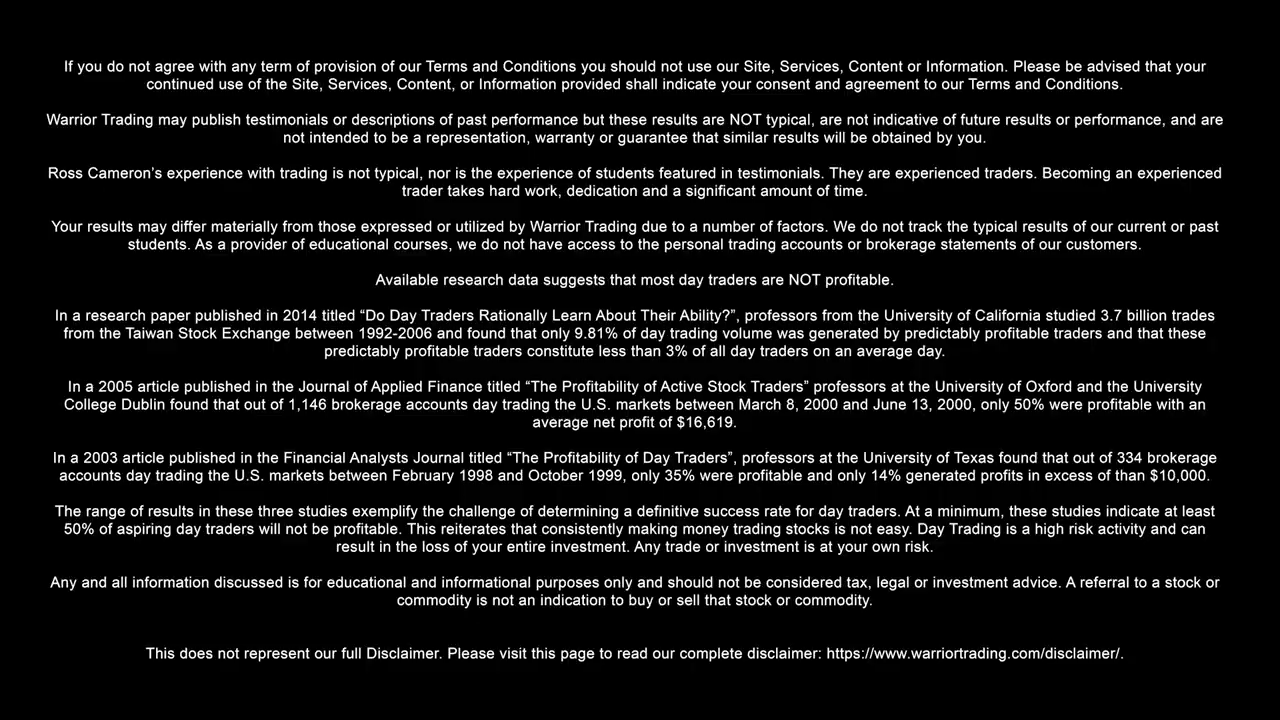 If you do not agree with any term of provision of our Terms and Conditions you should not use our Site, Services, Content or Information. Please be advised that your
continued use of the Site, Services, Content, or Information provided shall indicate your consent and agreement to our Terms and Conditions.
Warrior Trading may publish testimonials or descriptions of past performance but these results are NOT typical, are not indicative of future results or performance, and are
not intended to be a representation, warranty or guarantee that similar results will be obtained by you.
Ross Cameron’s experience with trading is not typical, nor is the experience of students featured in testimonials. They are experienced traders. Becoming an experienced
trader takes hard work, dedication and a significant amount of time.
Your results may differ materially from those expressed or utilized by Warrior Trading due to a number of factors. We do not track the typical results of our current or past
students. As a provider of educational courses, we do not have access to the personal trading accounts or brokerage statements of our customers.
Available research data suggests that most day traders are NOT profitable.
In a research paper published in 2014 titled “Do Day Traders Rationally Learn About Their Ability?”, professors from the University of California studied 3.7 billion trades
from the Taiwan Stock Exchange between 1992-2006 and found that only 9.81% of day trading volume was generated by predictably profitable traders and that these
predictably profitable traders constitute less than 3% of all day traders on an average day.
In a 2005 article published in the Journal of Applied Finance titled “The Profitability of Active Stock Traders” professors at the University of Oxford and the University
College Dublin found that out of 1,146 brokerage accounts day trading the U.S. markets between March 8, 2000 and June 13, 2000, only 50% were profitable with an
average net profit of $16,619.
In a 2003 article published in the Financial Analysts Journal titled “The Profitability of Day Traders”, professors at the University of Texas found that out of 334 brokerage
accounts day trading the U.S. markets between February 1998 and October 1999, only 35% were profitable and only 14% generated profits in excess of than $10,000.
The range of results in these three studies exemplify the challenge of determining a definitive success rate for day traders. At a minimum, these studies indicate at least
50% of aspiring day traders will not be profitable. This reiterates that consistently making money trading stocks is not easy. Day Trading is a high risk activity and can
result in the loss of your entire investment. Any trade or investment is at your own risk.
Any and all information discussed is for educational and informational purposes only and should not be considered tax, legal or investment advice. A referral to a stock or
commodity is not an indication to buy or sell that stock or commodity.
This does not represent our full Disclaimer. Please visit this page to read our complete disclaimer: https://www.warriortrading.com/disclaimer/.